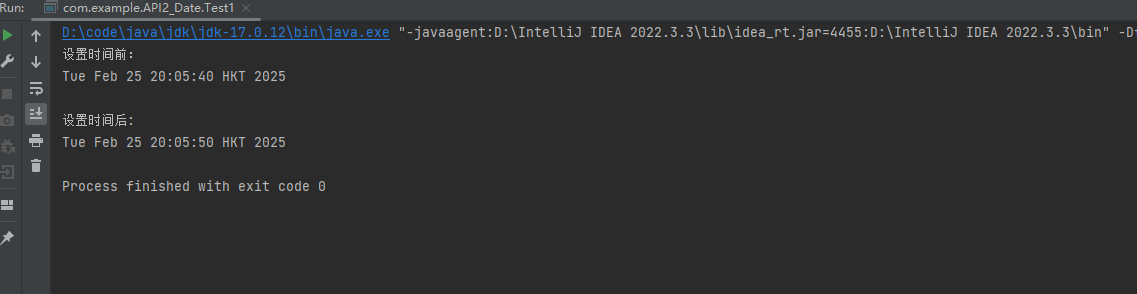 Run: com.example.API2_Date.Test1
D:\code\java\jdk\jdk-17.0.12\bin\java.exe "-javaagent:D:\IntelliJ IDEA 2022.3.3\lib\idea_rt.jar=4455:D:\IntelliJ IDEA 2022.3.3\bin" -D
设置时间前:
Tue Feb 25 20:05:40 HKT 2025
设置时间后:
Tue Feb 25 20:05:50 HKT 2025
Process finished with exit code 0